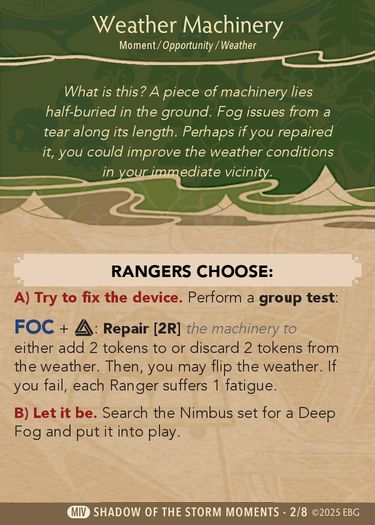 Weather Machinery
Moment / Opportunity / Weather
What is this? A piece of machinery lies
half-buried in the ground. Fog issues from a
tear along its length. Perhaps if you repaired
it, you could improve the weather conditions
in your immediate vicinity.
RANGERS CHOOSE:
A) Try to fix the device. Perform a group test:
FOC + : Repair [2R] the machinery to
either add 2 tokens to or discard 2 tokens from
the weather. Then, you may flip the weather. If
you fail, each Ranger suffers 1 fatigue.
B) Let it be. Search the Nimbus set for a Deep
Fog and put it into play.
MIV SHADOW OF THE STORM MOMENTS - 2/8 ©2025 EBG